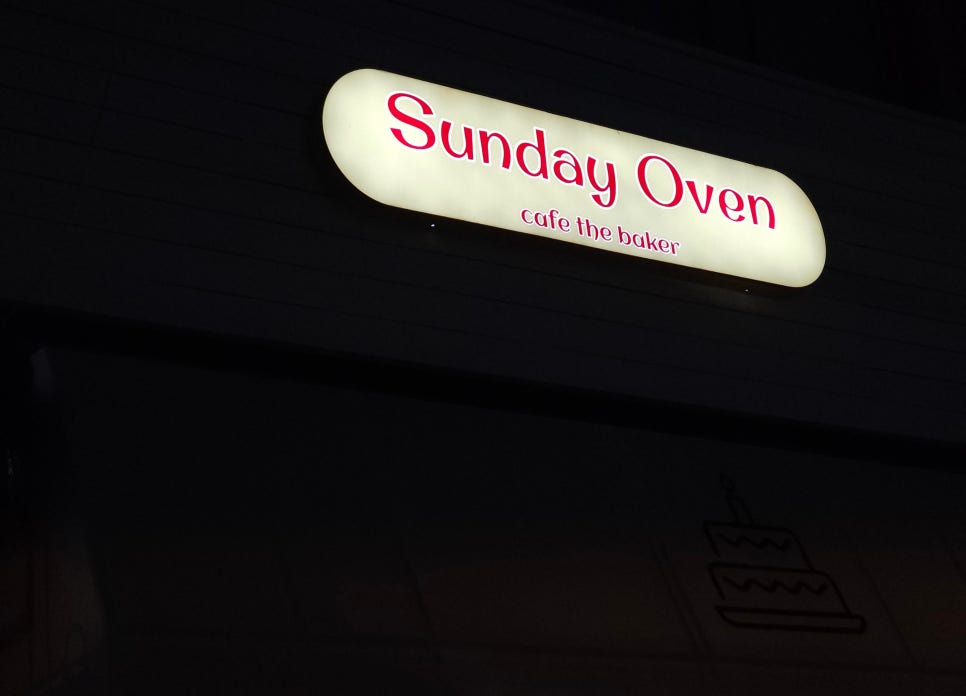 Sunday Oven
cafe the baker